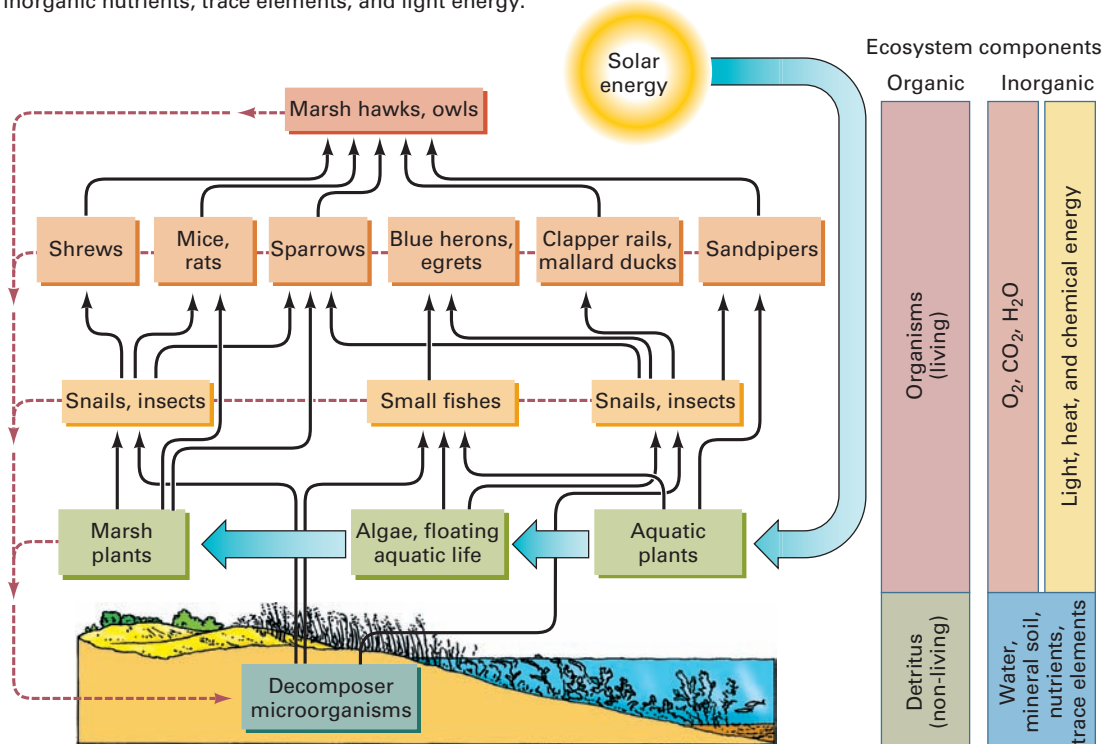 inorganic nutrients, trace elements, and light energy.
Solar
energy
Ecosystem components
Organic
Inorganic
Marsh hawks, owls
Shrews
Mice,
rats
Sparrows
Blue herons,
egrets
Clapper rails,
mallard ducks
Sandpipers
Snails, insects
Small fishes
Snails, insects
Marsh
plants
Algae, floating
aquatic life
Aquatic
plants
Decomposer
microorganisms
Organisms
(living)
O₂, CO₂, H₂O
Light, heat, and chemical energy
Detritus
(non-living)
Water,
mineral soil,
nutrients,
trace elements